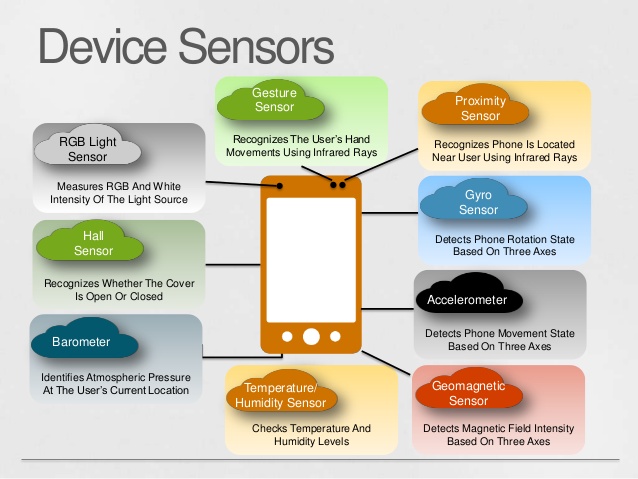 Device Sensors
Gesture
Sensor
Recognizes The User's Hand
Movements Using Infrared Rays
Proximity
Sensor
Recognizes Phone Is Located
Near User Using Infrared Rays
RGB Light
Sensor
Measures RGB And White
Intensity Of The Light Source
Gyro
Sensor
Detects Phone Rotation State
Based On Three Axes
Hall
Sensor
Recognizes Whether The Cover
Is Open Or Closed
Accelerometer
Detects Phone Movement State
Based On Three Axes
Barometer
Identifies Atmospheric Pressure
At The User's Current Location
Temperature/
Humidity Sensor
Checks Temperature And
Humidity Levels
Geomagnetic
Sensor
Detects Magnetic Field Intensity
Based On Three Axes